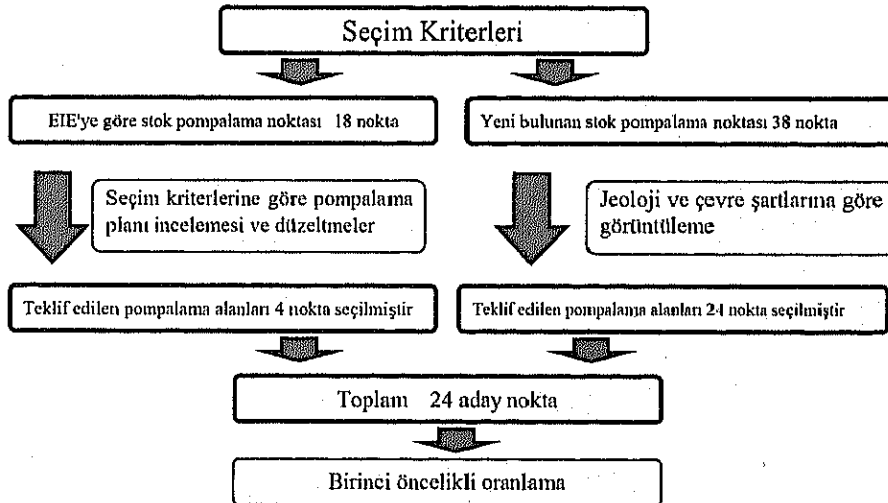 Seçim Kriterleri
EIE'ye göre stok pompalama noktası 18 nokta
Yeni bulunan stok pompalama noktası 38 nokta
Seçim kriterlerine göre pompalama
planı incelemesi ve düzeltmeler
Jeoloji ve çevre şartlarına göre
görüntüleme
Teklif edilen pompalama alanları 4 nokta seçilmiştir
Teklif edilen pompalama alanları 24 nokta seçilmiştir
Toplam 24 aday nokta
Birinci öncelikli oranlama